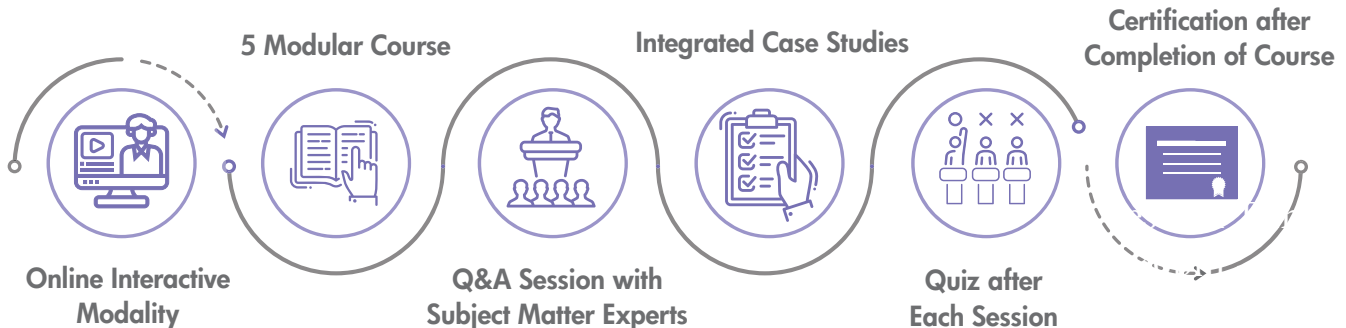 5 Modular Course
Integrated Case Studies
Certification after
Completion of Course
Online Interactive
Modality
Q&A Session with
Subject Matter Experts
Quiz after
Each Session